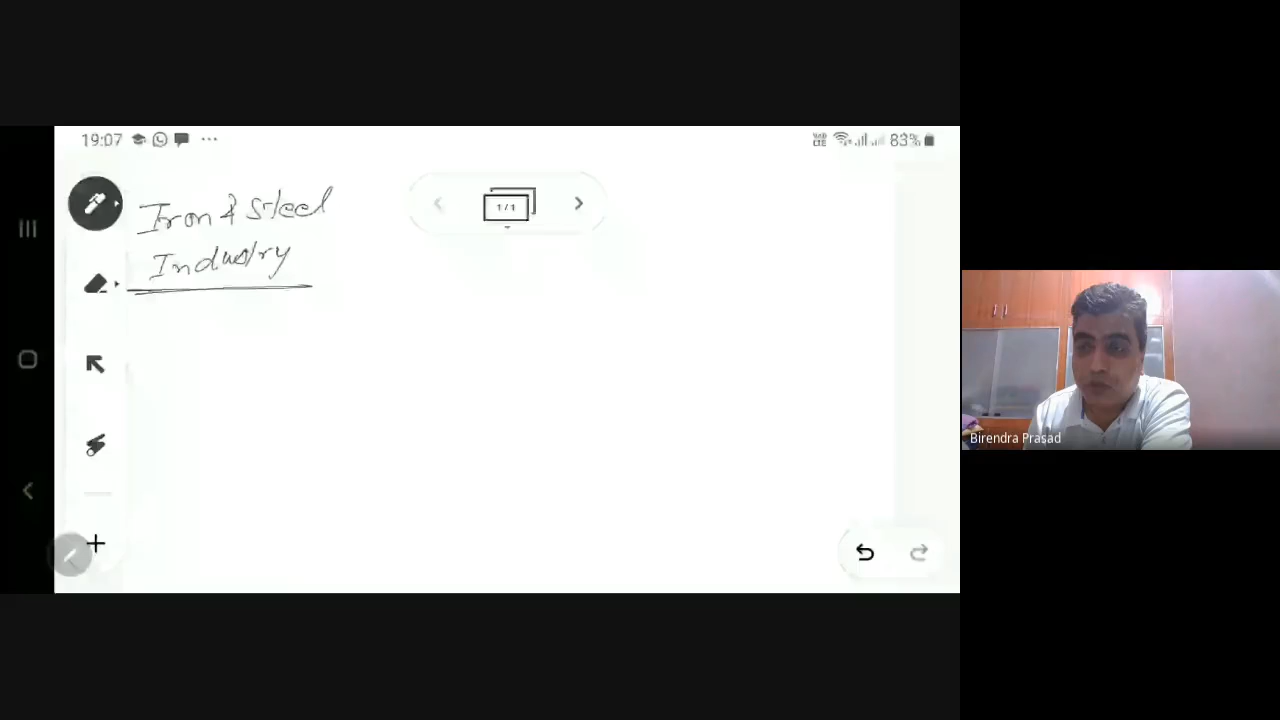 19:07 83%
Iron & Steel
1/1
Industry
Birendra Prasad